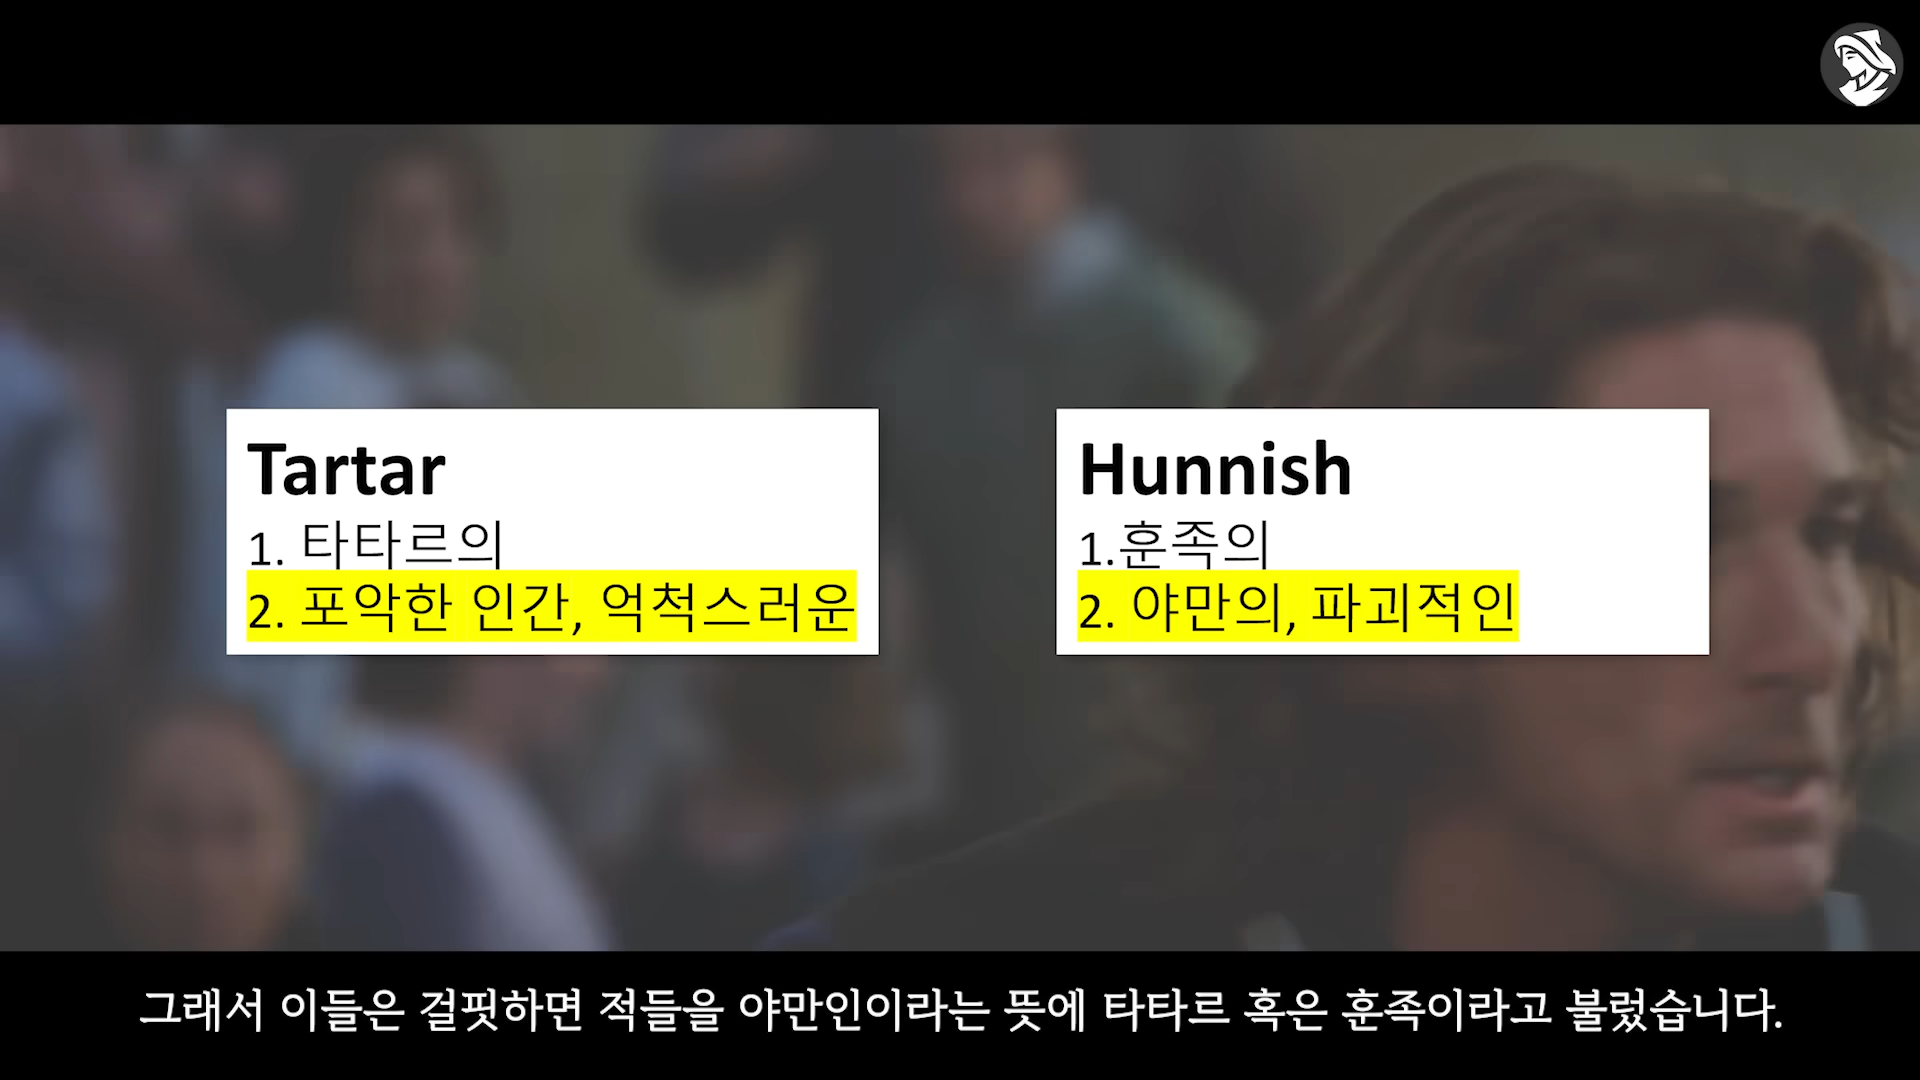 Tartar
1. 타타르의
2. 포악한 인간, 억척스러운
Hunnish
1.훈족의
2. 야만의, 파괴적인
그래서 이들은 걸핏하면 적들을 야만인이라는 뜻에 타타르 혹은 훈족이라고 불렀습니다.